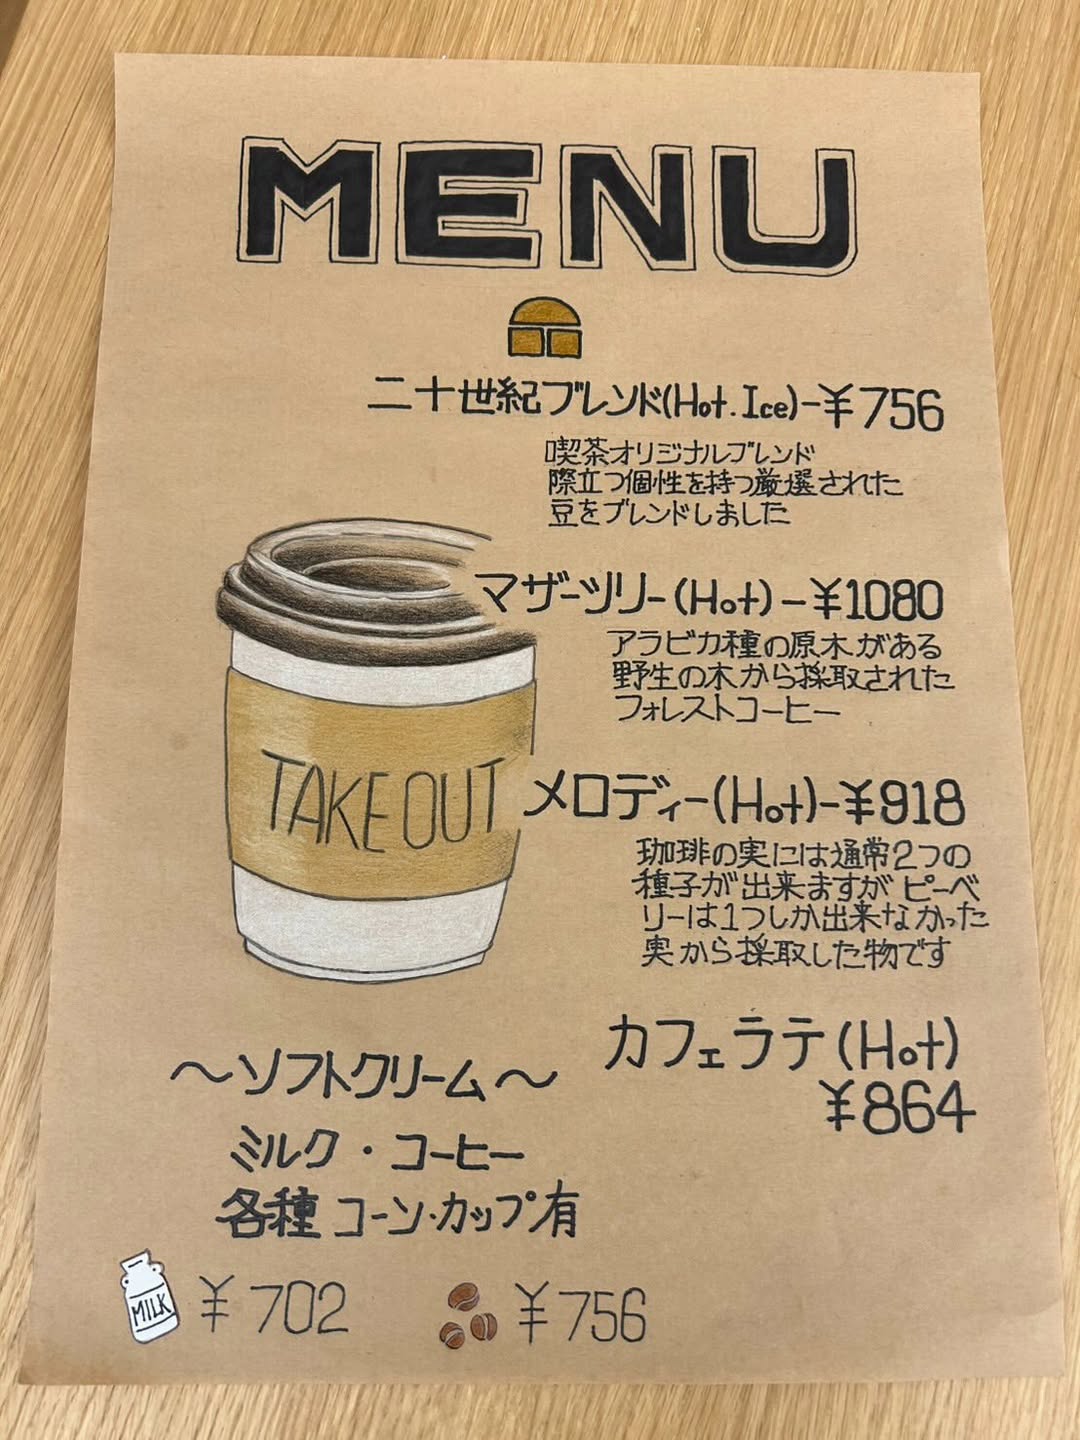 MENU
二十世紀ブレンド(Hot.Ice)-¥756
喫茶オリジナルブレンド
際立つ個性を持つ厳選された
豆をブレンドしました
マザーツリー(Hot)-¥1080
アラビカ種の原木がある
野生の木から採取された
フォレストコーヒー
TAKE OUT
メロディー(Hot)-¥918
珈琲の実には通常2つの
種子が出来ますがピーベ
リーは1つしか出来なかった
実から採取した物です
カフェラテ(Hot)
¥864
〜ソフトクリーム〜
ミルク・コーヒー
各種 コーン・カップ有
MILK ¥702 ¥756